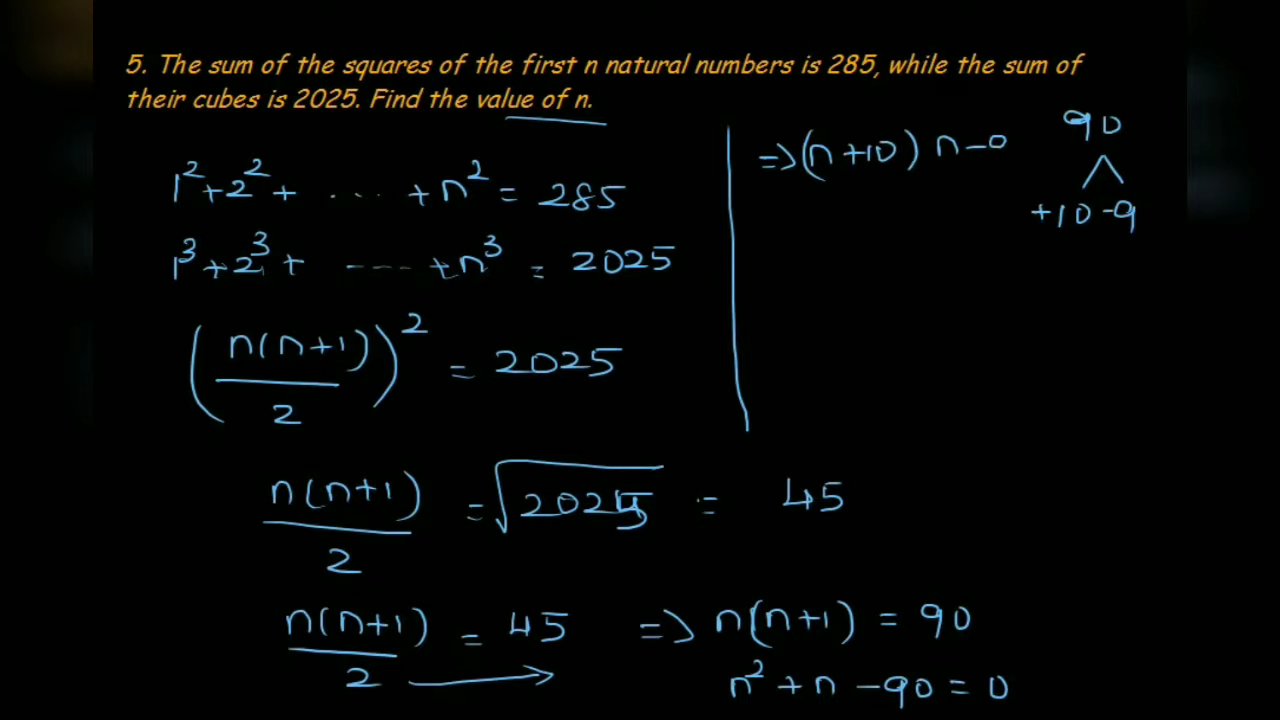 5. The sum of the squares of the first n natural numbers is 285, while the sum of
their cubes is 2025. Find the value of n.
1² + 2² + ..... + n² = 285
1³ + 2³ + ---- + n³ = 2025
(n(n+1)/2)² = 2025
n(n+1)/2 = √2025 = 45
n(n+1)/2 = 45 ⇒ n(n+1) = 90
n² + n - 90 = 0
⇒ (n+10) n-
90
+10 -9